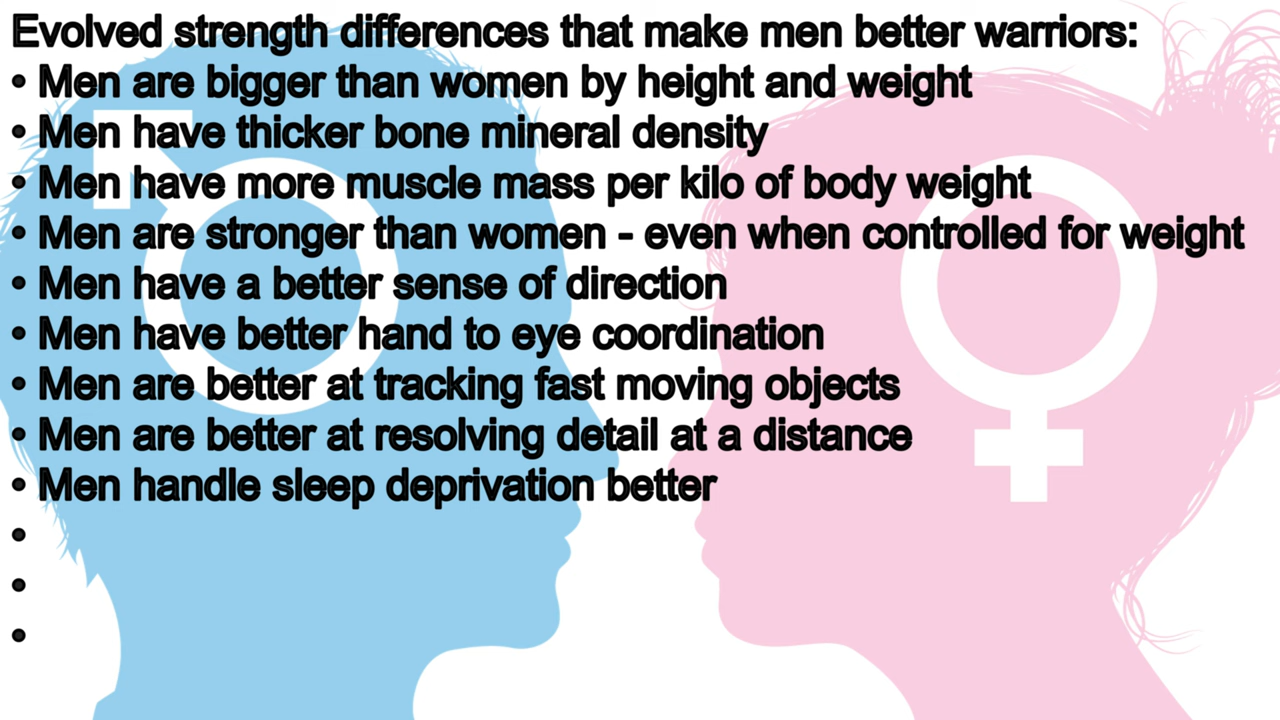 Evolved strength differences that make men better warriors:
• Men are bigger than women by height and weight
• Men have thicker bone mineral density
• Men have more muscle mass per kilo of body weight
• Men are stronger than women - even when controlled for weight
• Men have a better sense of direction
• Men have better hand to eye coordination
• Men are better at tracking fast moving objects
• Men are better at resolving detail at a distance
• Men handle sleep deprivation better
•
•
•